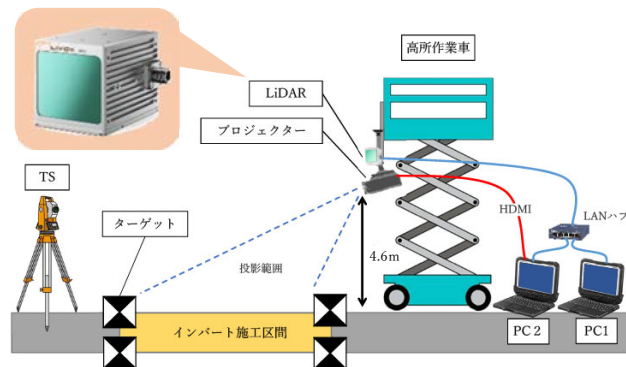 LIVOX
高所作業車
LiDAR
プロジェクター
TS
ターゲット
HDMI
LANハブ
投影範囲
4.6m
インバート施工区間
PC2
PC1